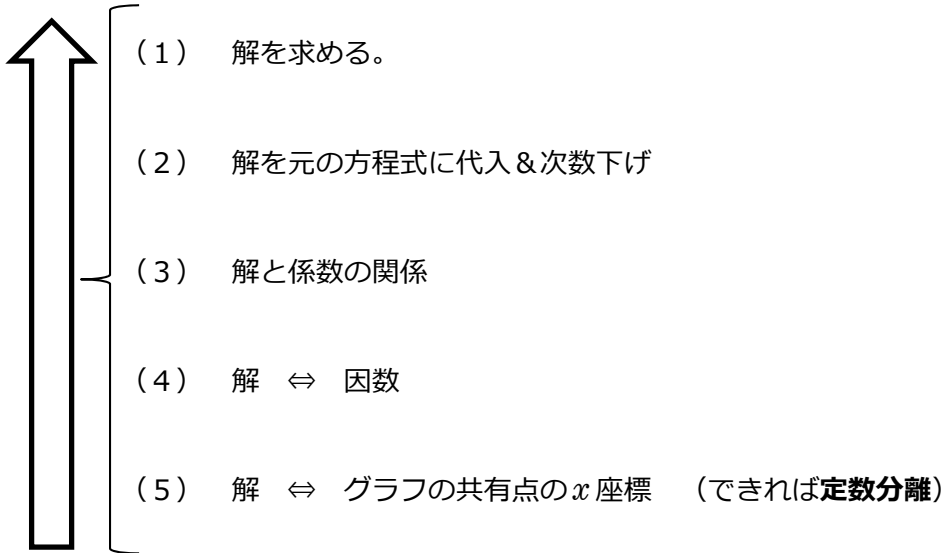 （１）　解を求める。
（２）　解を元の方程式に代入＆次数下げ
（３）　解と係数の関係
（４）　解　⇔　因数
（５）　解　⇔　グラフの共有点の x 座標　（できれば定数分離）